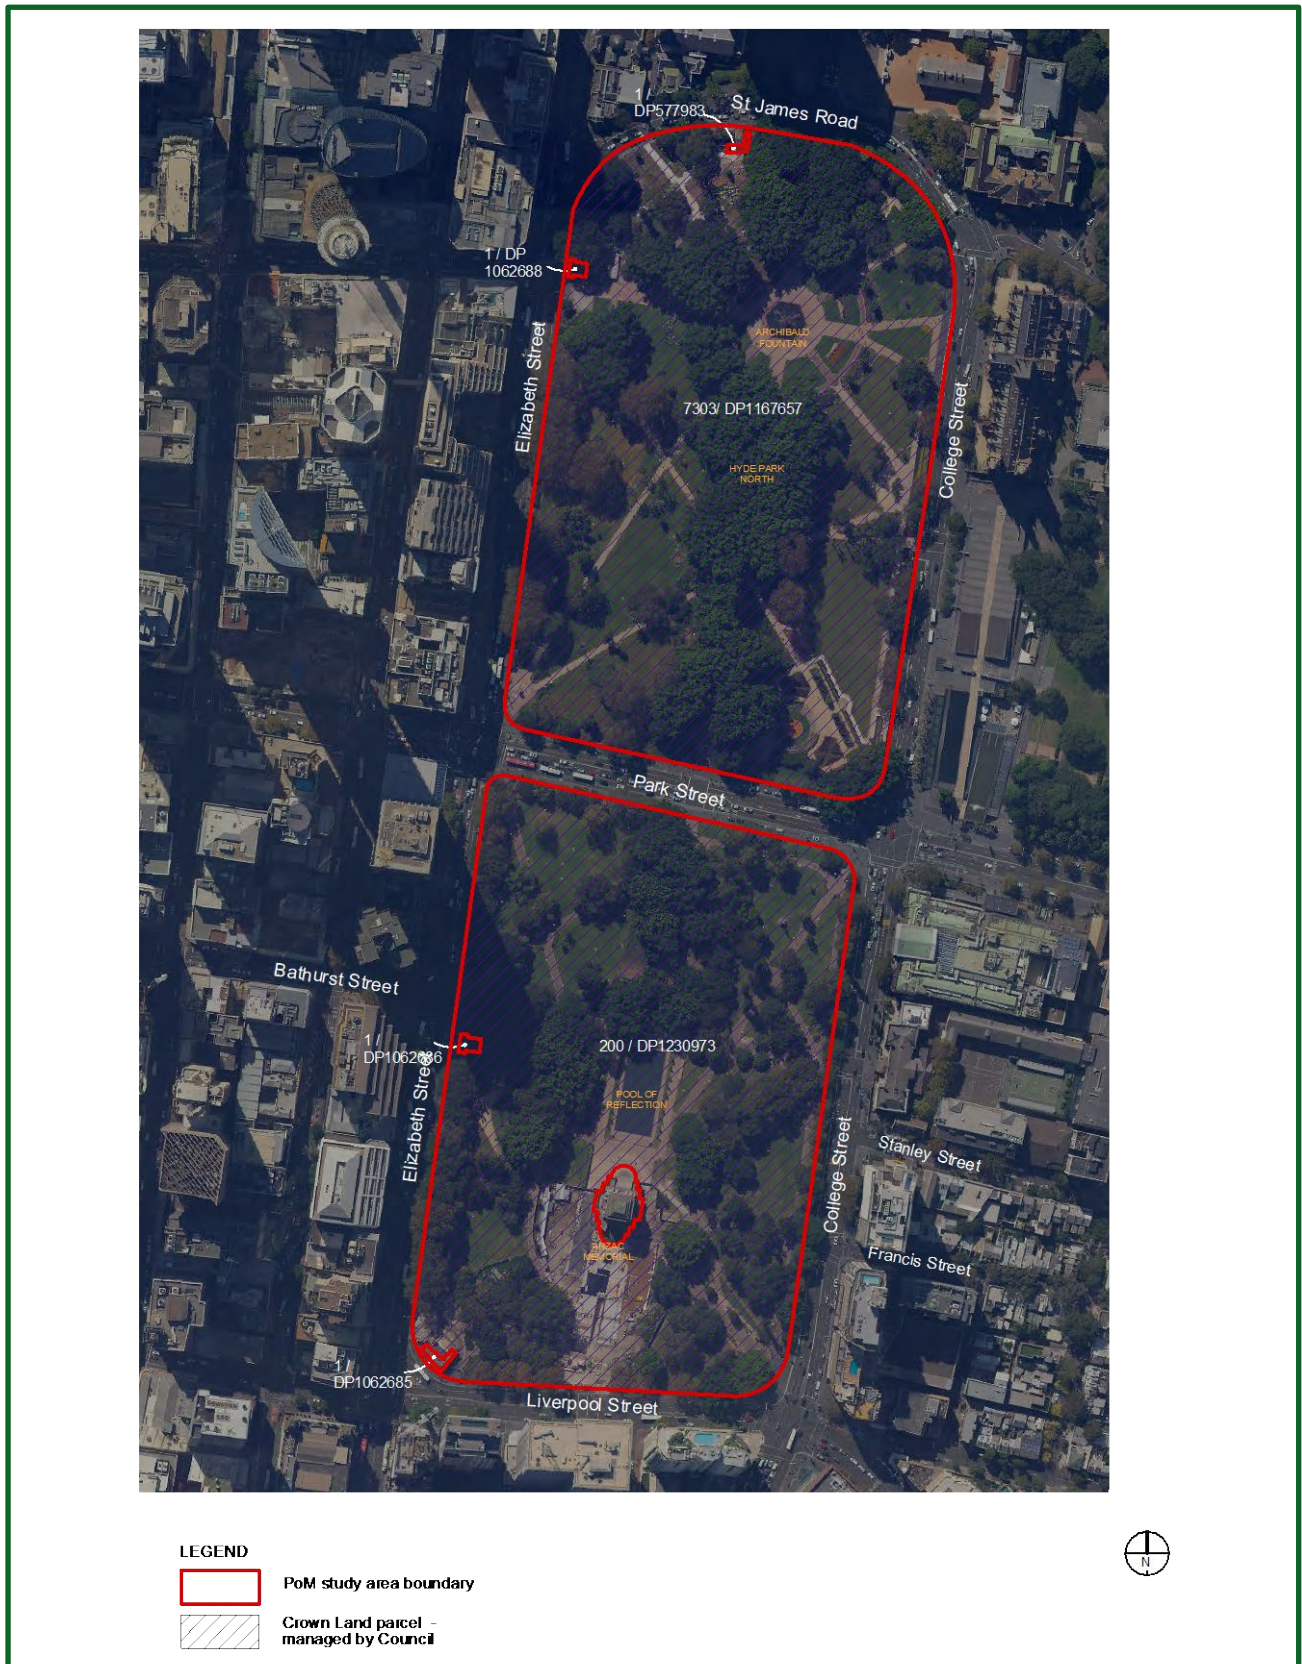 1 /
DP577983
St James Road
1 / DP
1062688
Elizabeth Street
ARCHIBALD
FOUNTAIN
7303/ DP1167657
College Street
HYDE PARK
NORTH
Park Street
Bathurst Street
1 /
DP1062686
200 / DP1230973
Elizabeth Street
POOL OF
REFLECTION
College Street
Stanley Street
ANZAC
MEMORIAL
Francis Street
1 /
DP1062685
Liverpool Street
LEGEND
N
PoM study area boundary
Crown Land parcel -
managed by Council